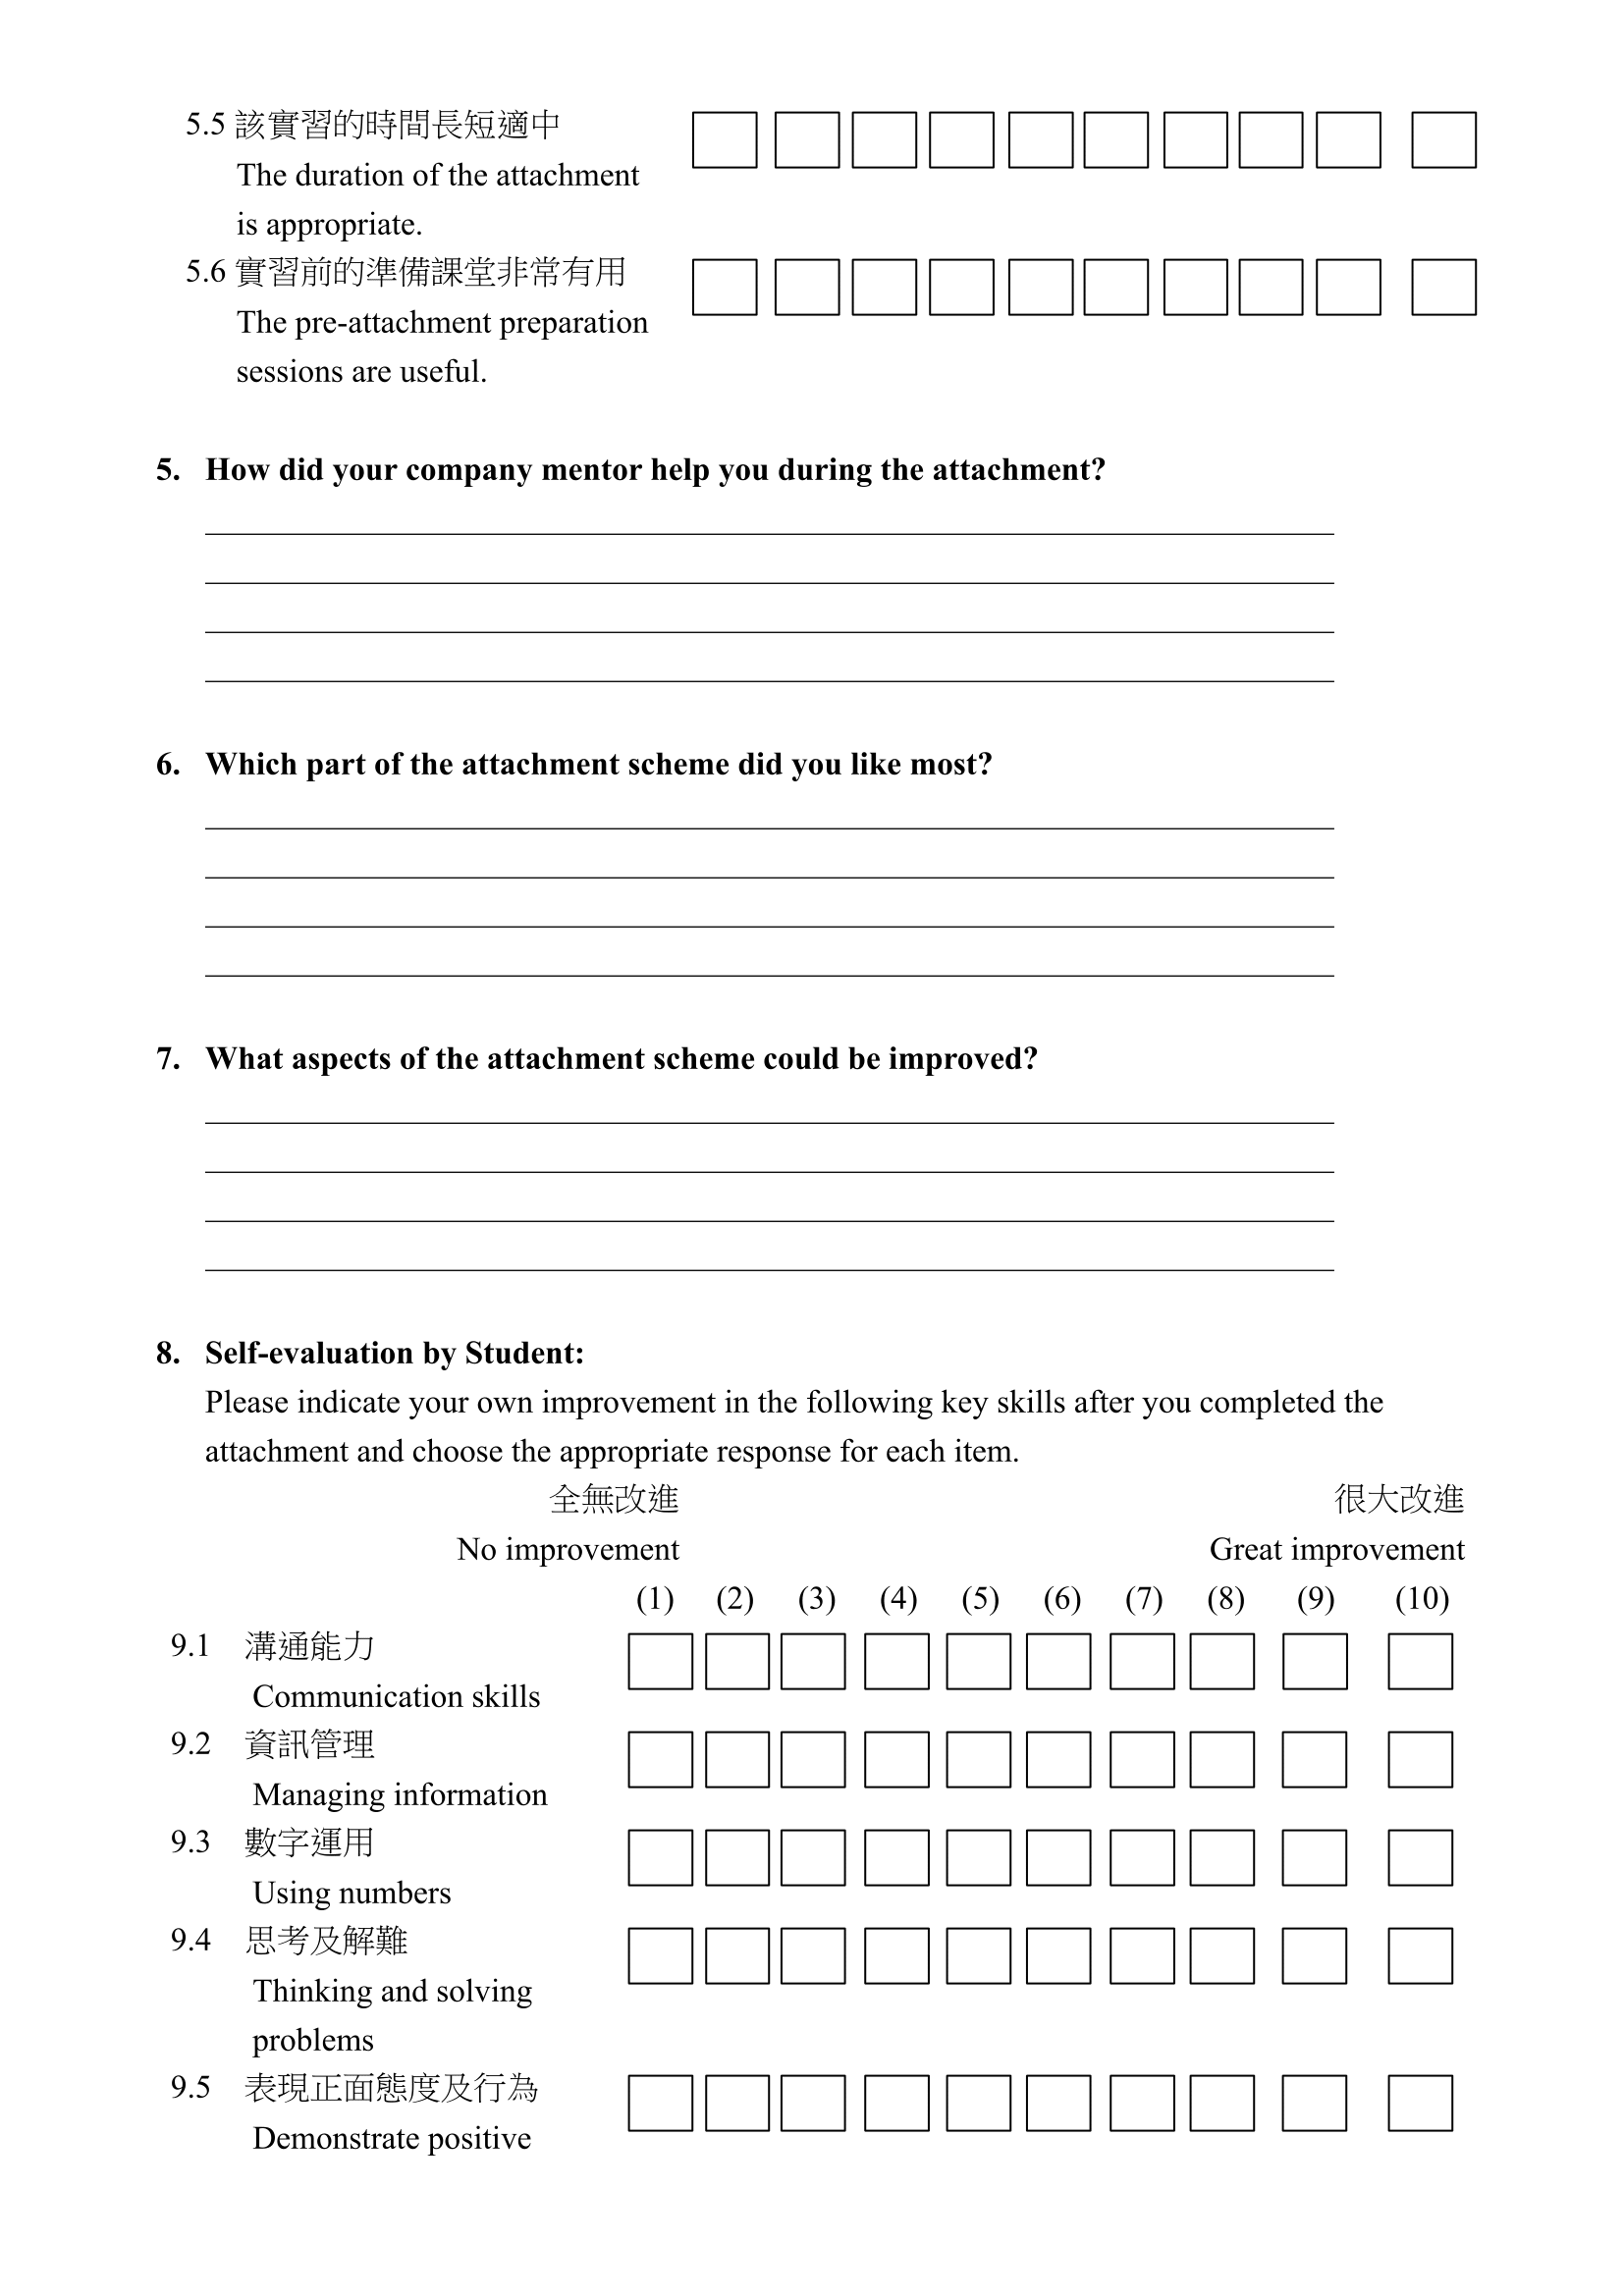 5.5 該實習的時間長短適中
The duration of the attachment
is appropriate.
5.6 實習前的準備課堂非常有用
The pre-attachment preparation
sessions are useful.
5. How did your company mentor help you during the attachment?
6. Which part of the attachment scheme did you like most?
7. What aspects of the attachment scheme could be improved?
8. Self-evaluation by Student:
Please indicate your own improvement in the following key skills after you completed the
attachment and choose the appropriate response for each item.
全無改進 很大改進
No improvement Great improvement
(1) (2) (3) (4) (5) (6) (7) (8) (9) (10)
9.1 溝通能力
Communication skills
9.2 資訊管理
Managing information
9.3 數字運用
Using numbers
9.4 思考及解難
Thinking and solving
problems
9.5 表現正面態度及行為
Demonstrate positive